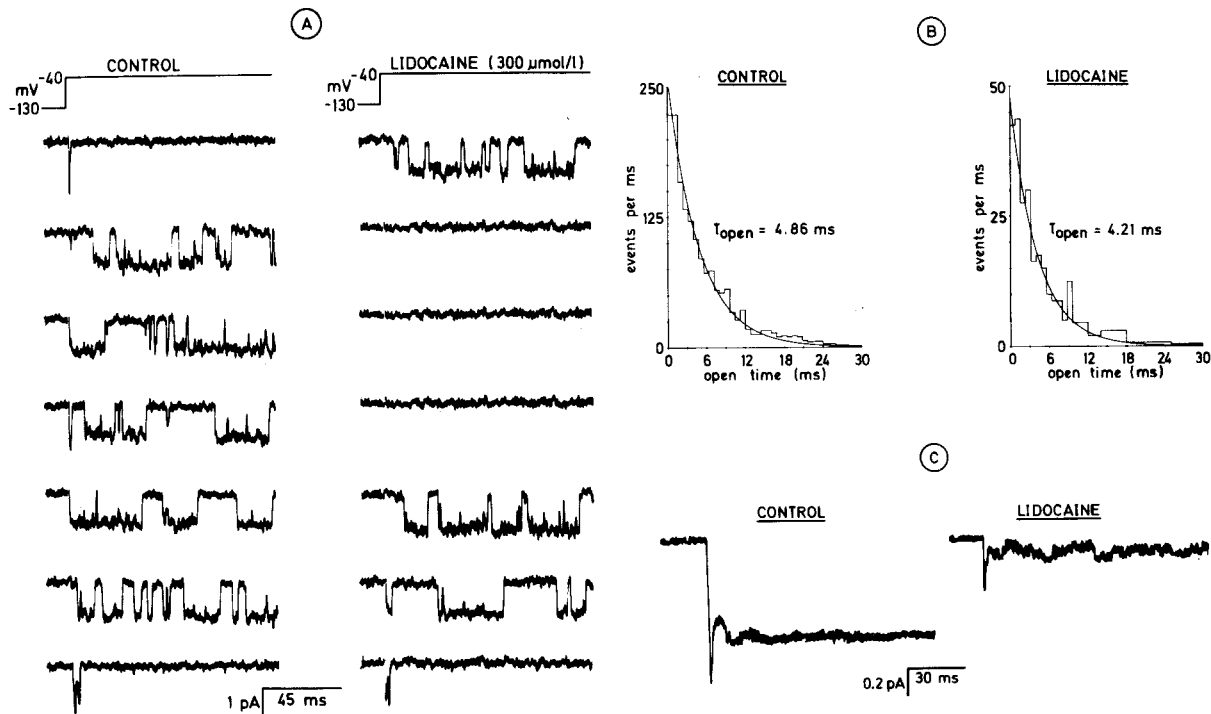 A
CONTROL
mV
-40
-130
LIDOCAINE (300 µmol/l)
mV
-40
-130
1 pA
45 ms
B
CONTROL
250
125
0
events per ms
Topen = 4.86 ms
0 6 12 18 24 30
open time (ms)
LIDOCAINE
50
25
0
events per ms
Topen = 4.21 ms
0 6 12 18 24 30
open time (ms)
C
CONTROL
LIDOCAINE
0.2 pA
30 ms